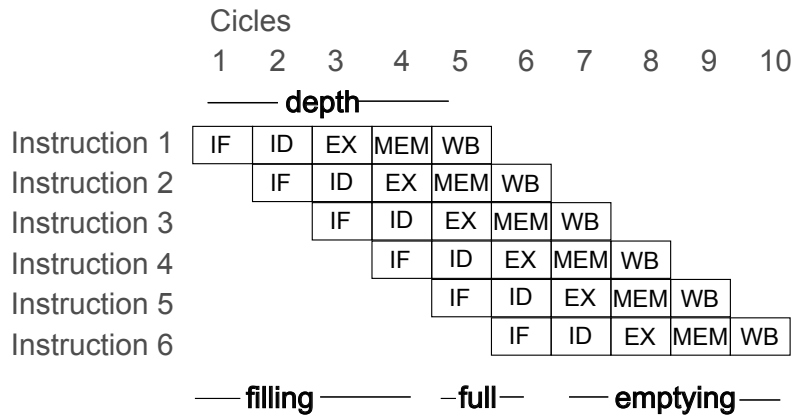 Cicles
1 2 3 4 5 6 7 8 9 10
depth
Instruction 1 IF ID EX MEM WB
Instruction 2 IF ID EX MEM WB
Instruction 3 IF ID EX MEM WB
Instruction 4 IF ID EX MEM WB
Instruction 5 IF ID EX MEM WB
Instruction 6 IF ID EX MEM WB
filling full emptying